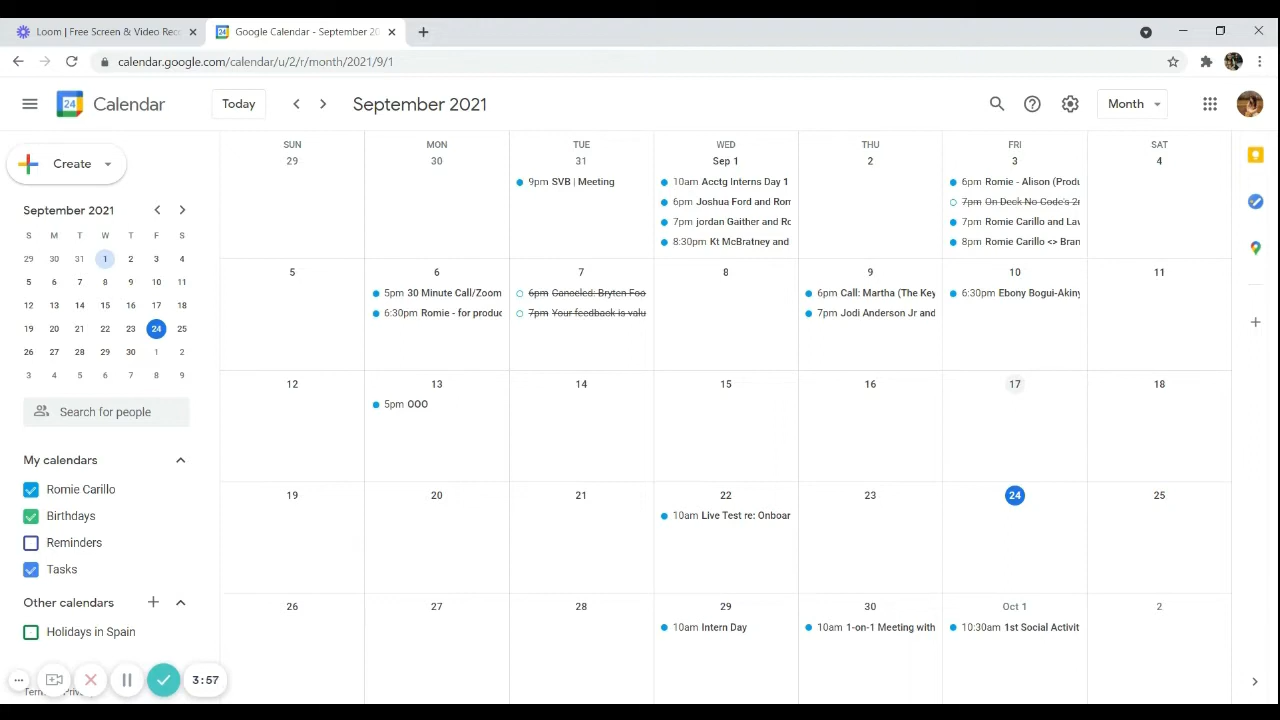 Loom | Free Screen & Video Rec
Google Calendar - September 20
calendar.google.com/calendar/u/2/r/month/2021/9/1
24 Calendar
Today
September 2021
Month
Create
September 2021
S M T W T F S
29 30 31 1 2 3 4
5 6 7 8 9 10 11
12 13 14 15 16 17 18
19 20 21 22 23 24 25
26 27 28 29 30 1 2
3 4 5 6 7 8 9
Search for people
My calendars
Romie Carillo
Birthdays
Reminders
Tasks
Other calendars
Holidays in Spain
3:57
SUN MON TUE WED THU FRI SAT
29 30 31 Sep 1 2 3 4
9pm SVB | Meeting
10am Acctg Interns Day 1
6pm Joshua Ford and Rom
7pm jordan Gaither and Ro
8:30pm Kt McBratney and
6pm Romie - Alison (Produ
7pm On Deck No-Code's 2n
7pm Romie Carillo and Lav
8pm Romie Carillo <> Bran
5 6 7 8 9 10 11
5pm 30 Minute Call/Zoom
6:30pm Romie - for produc
6pm Canceled: Bryten Foo
7pm Your feedback is valu
6pm Call: Martha (The Key
7pm Jodi Anderson Jr and
6:30pm Ebony Bogui-Akiny
12 13 14 15 16 17 18
5pm OOO
19 20 21 22 23 24 25
10am Live Test re: Onboar
26 27 28 29 30 Oct 1 2
10am Intern Day
10am 1-on-1 Meeting with
10:30am 1st Social Activit